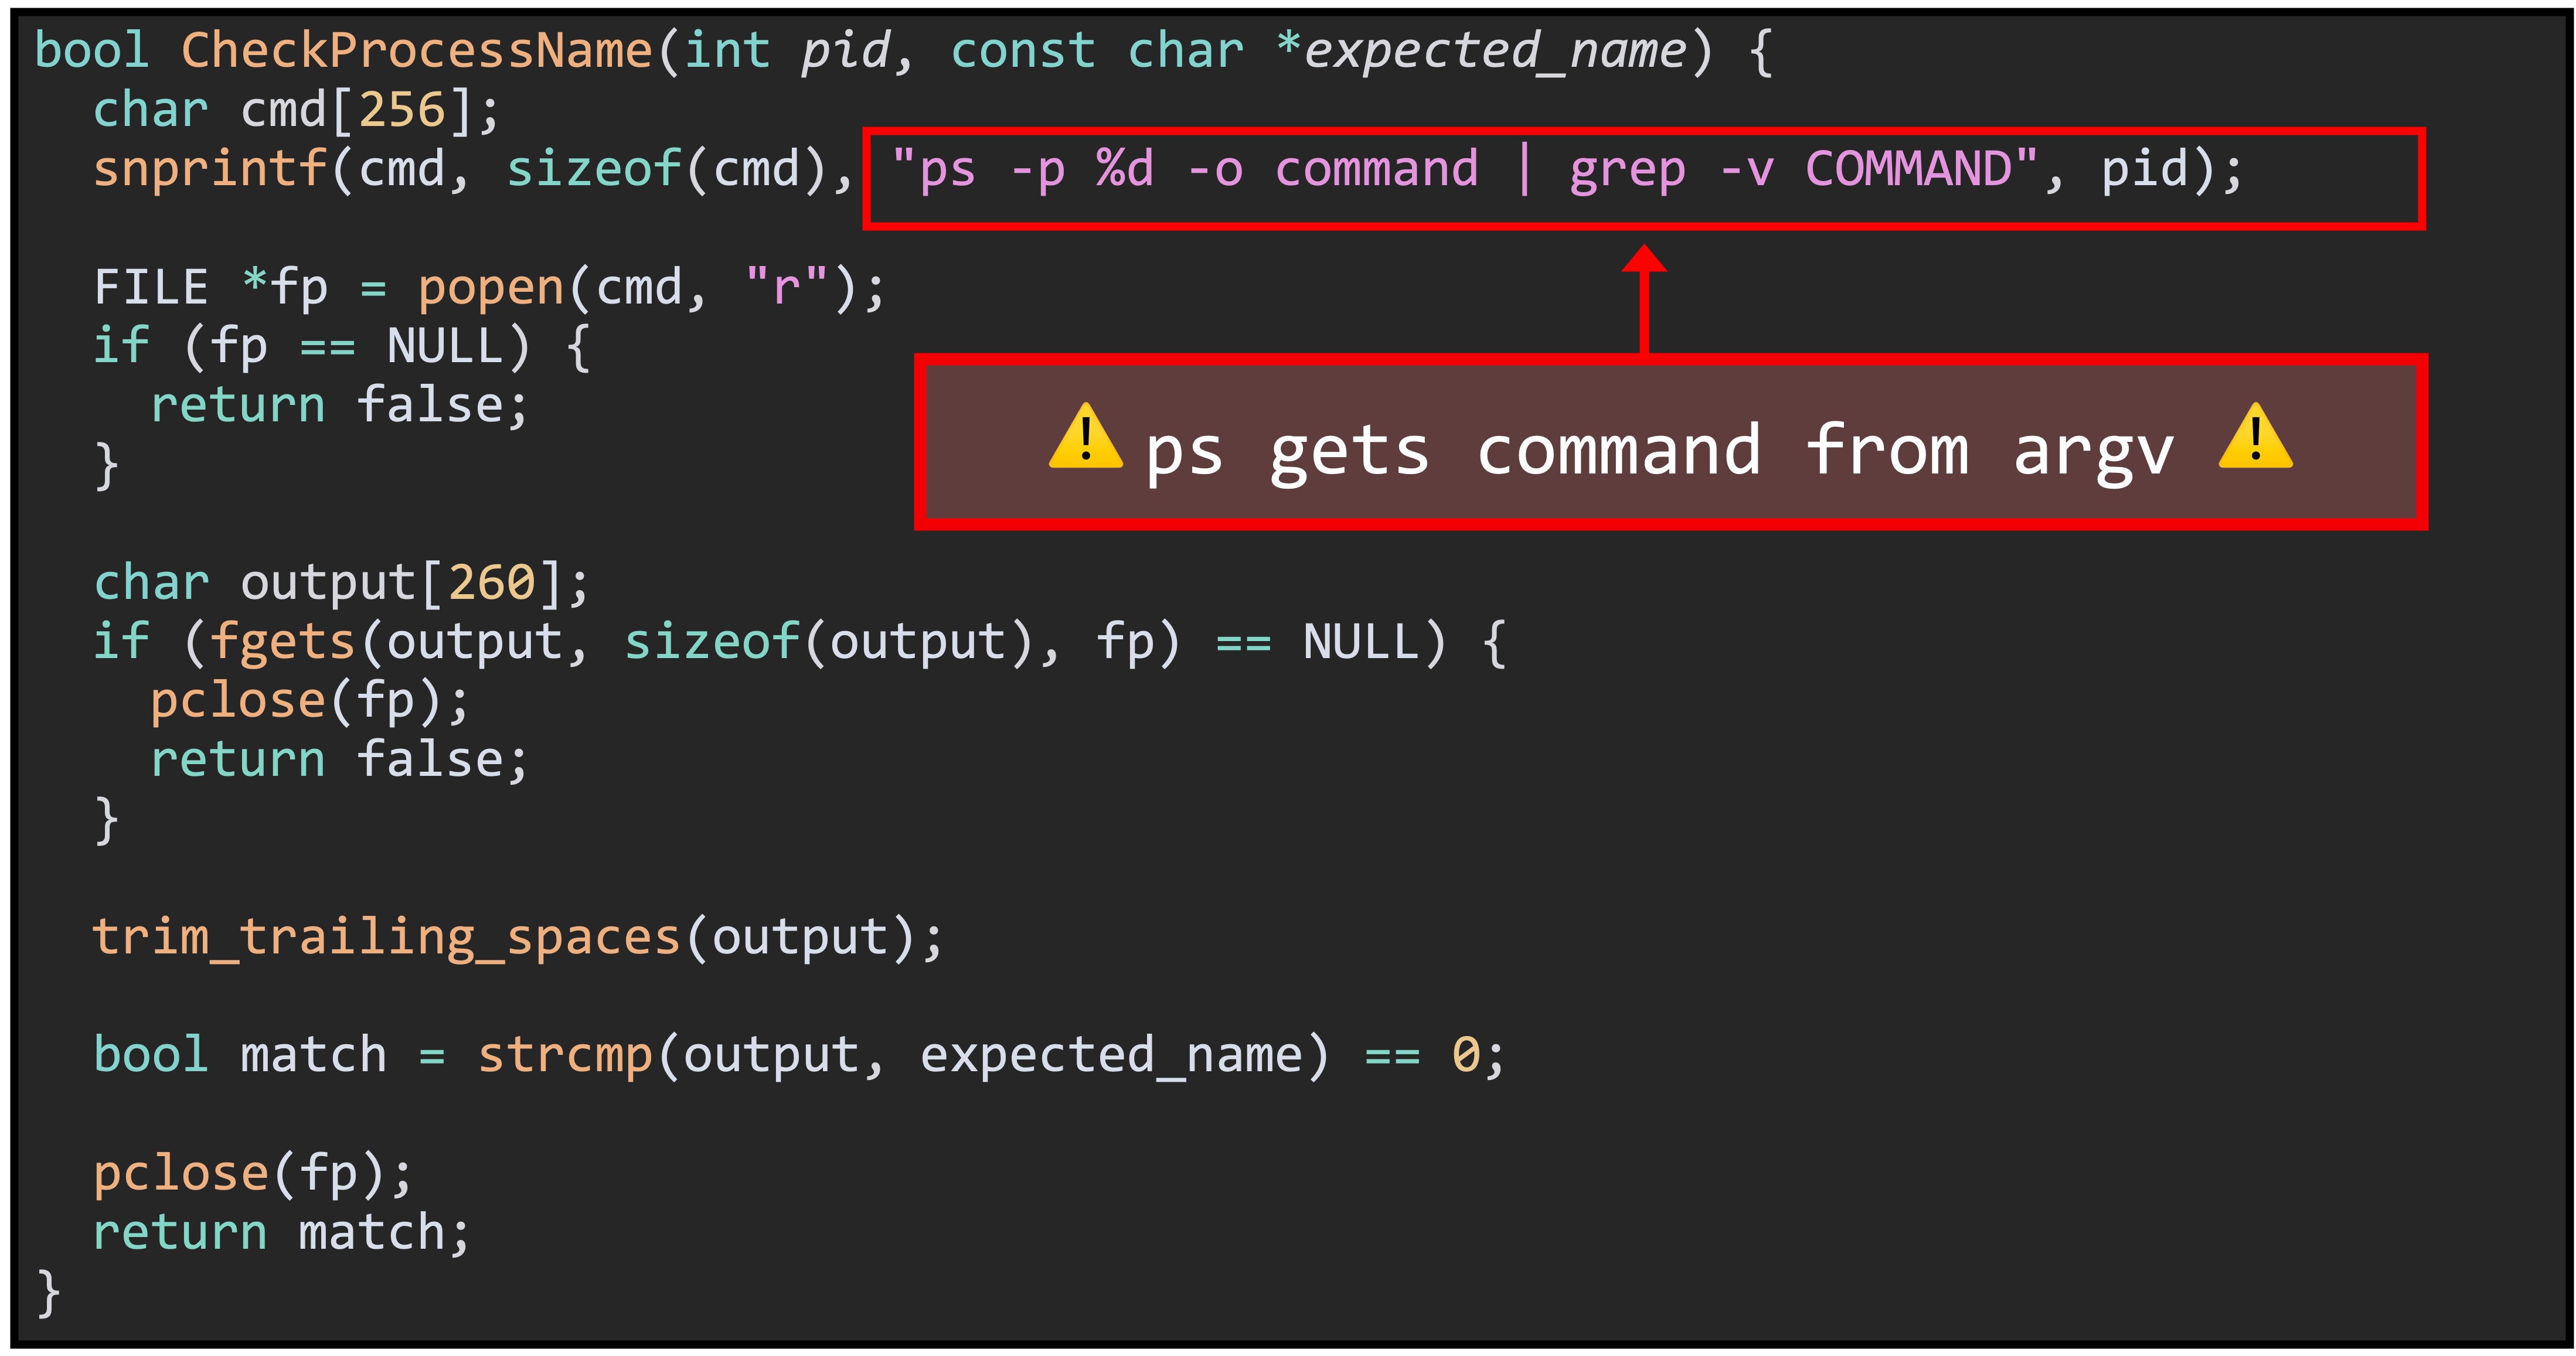 bool CheckProcessName(int pid, const char *expected_name) {
  char cmd[256];
  snprintf(cmd, sizeof(cmd), "ps -p %d -o command | grep -v COMMAND", pid);

  FILE *fp = popen(cmd, "r");
  if (fp == NULL) {
    return false;
  }
⚠️ ps gets command from argv ⚠️

  char output[260];
  if (fgets(output, sizeof(output), fp) == NULL) {
    pclose(fp);
    return false;
  }

  trim_trailing_spaces(output);

  bool match = strcmp(output, expected_name) == 0;

  pclose(fp);
  return match;
}